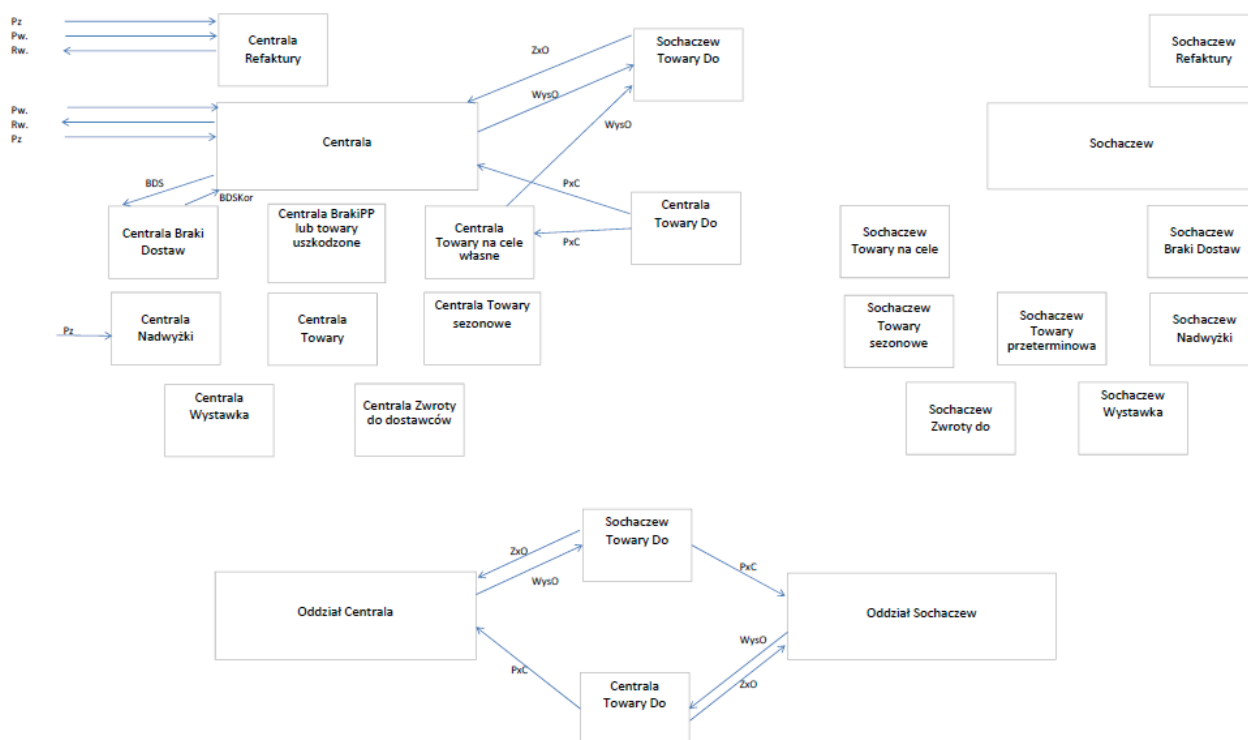 Pz
Pw.
Rw.
Centrala
Refaktury
ZxO
Sochaczew
Towary Do
Sochaczew
Refaktury
WysO
WysO
Pw.
Rw.
Pz
Centrala
Sochaczew
BDS
BDSKor
PxC
PxC
Centrala Braki
Dostaw
Centrala BrakiPP
lub towary
uszkodzone
Centrala
Towary na cele
własne
Centrala
Towary Do
Sochaczew
Towary na cele
Sochaczew
Braki Dostaw
Pz
Centrala
Nadwyżki
Centrala
Towary
Centrala Towary
sezonowe
Sochaczew
Towary
sezonowe
Sochaczew
Towary
przeterminowa
Sochaczew
Nadwyżki
Centrala
Wystawka
Centrala Zwroty
do dostawców
Sochaczew
Zwroty do
Sochaczew
Wystawka
Sochaczew
Towary Do
ZxO
WysO
PxC
Oddział Centrala
Oddział Sochaczew
WysO
PxC
ZxO
Centrala
Towary Do